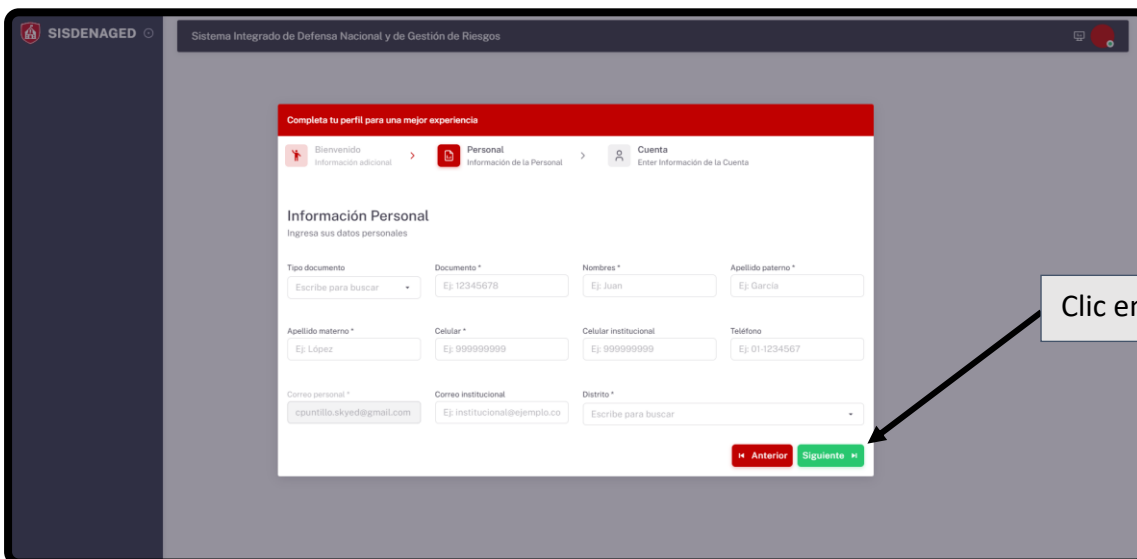 SISDENAGED
Sistema Integrado de Defensa Nacional y de Gestión de Riesgos
Completa tu perfil para una mejor experiencia
Bienvenido
Información adicional
Personal
Información de la Personal
Cuenta
Enter Información de la Cuenta
Información Personal
Ingresa sus datos personales
Tipo documento
Documento *
Nombres *
Apellido paterno *
Escribe para buscar
Ej: 12345678
Ej: Juan
Ej: García
Apellido materno *
Celular *
Celular institucional
Teléfono
Ej: López
Ej: 999999999
Ej: 999999999
Ej: 01-1234567
Correo personal *
Correo institucional
Distrito *
cpuntillo.skyed@gmail.com
Ej: institucional@ejemplo.co
Escribe para buscar
Anterior
Siguiente
Clic en